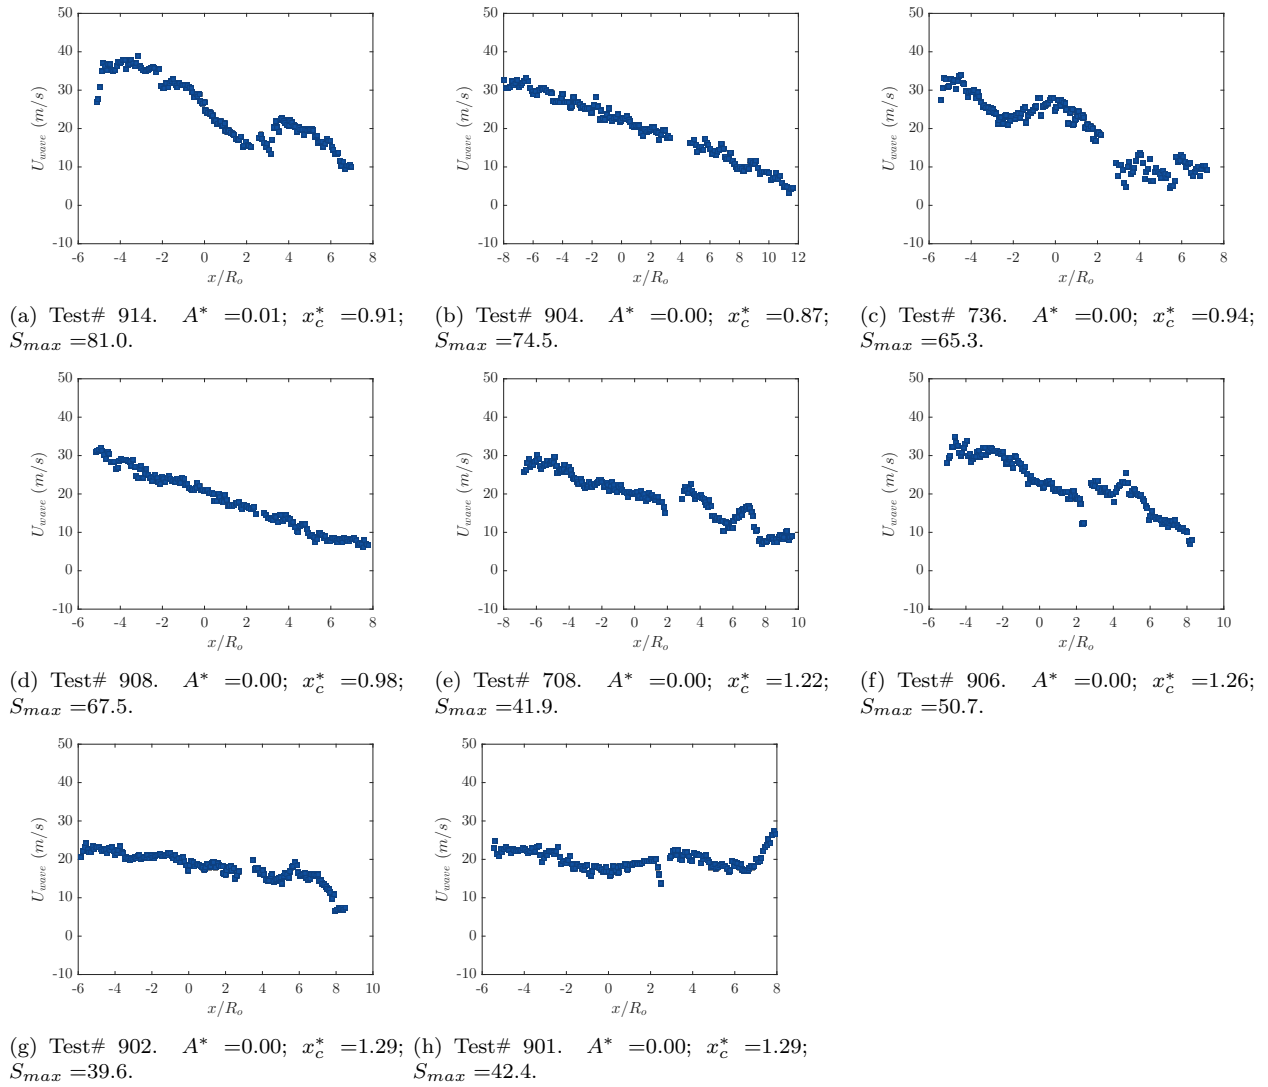 50
40
30
20
10
0
-10
U_wave (m/s)
-6 -4 -2 0 2 4 6 8
x/R_o
(a) Test# 914. A* =0.01; x_c* =0.91;
S_max =81.0.
50
40
30
20
10
0
-10
U_wave (m/s)
-8 -6 -4 -2 0 2 4 6 8 10 12
x/R_o
(b) Test# 904. A* =0.00; x_c* =0.87;
S_max =74.5.
50
40
30
20
10
0
-10
U_wave (m/s)
-6 -4 -2 0 2 4 6 8
x/R_o
(c) Test# 736. A* =0.00; x_c* =0.94;
S_max =65.3.
50
40
30
20
10
0
-10
U_wave (m/s)
-6 -4 -2 0 2 4 6 8
x/R_o
(d) Test# 908. A* =0.00; x_c* =0.98;
S_max =67.5.
50
40
30
20
10
0
-10
U_wave (m/s)
-8 -6 -4 -2 0 2 4 6 8 10
x/R_o
(e) Test# 708. A* =0.00; x_c* =1.22;
S_max =41.9.
50
40
30
20
10
0
-10
U_wave (m/s)
-6 -4 -2 0 2 4 6 8 10
x/R_o
(f) Test# 906. A* =0.00; x_c* =1.26;
S_max =50.7.
50
40
30
20
10
0
-10
U_wave (m/s)
-6 -4 -2 0 2 4 6 8 10
x/R_o
(g) Test# 902. A* =0.00; x_c* =1.29;
S_max =39.6.
50
40
30
20
10
0
-10
U_wave (m/s)
-6 -4 -2 0 2 4 6 8
x/R_o
(h) Test# 901. A* =0.00; x_c* =1.29;
S_max =42.4.